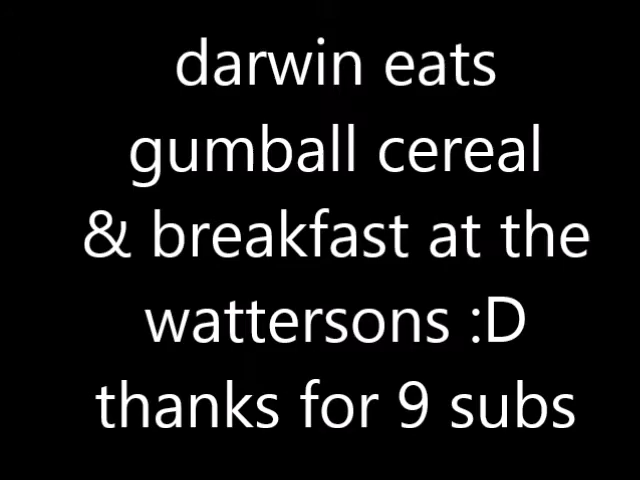 darwin eats
gumball cereal
& breakfast at the
wattersons :D
thanks for 9 subs